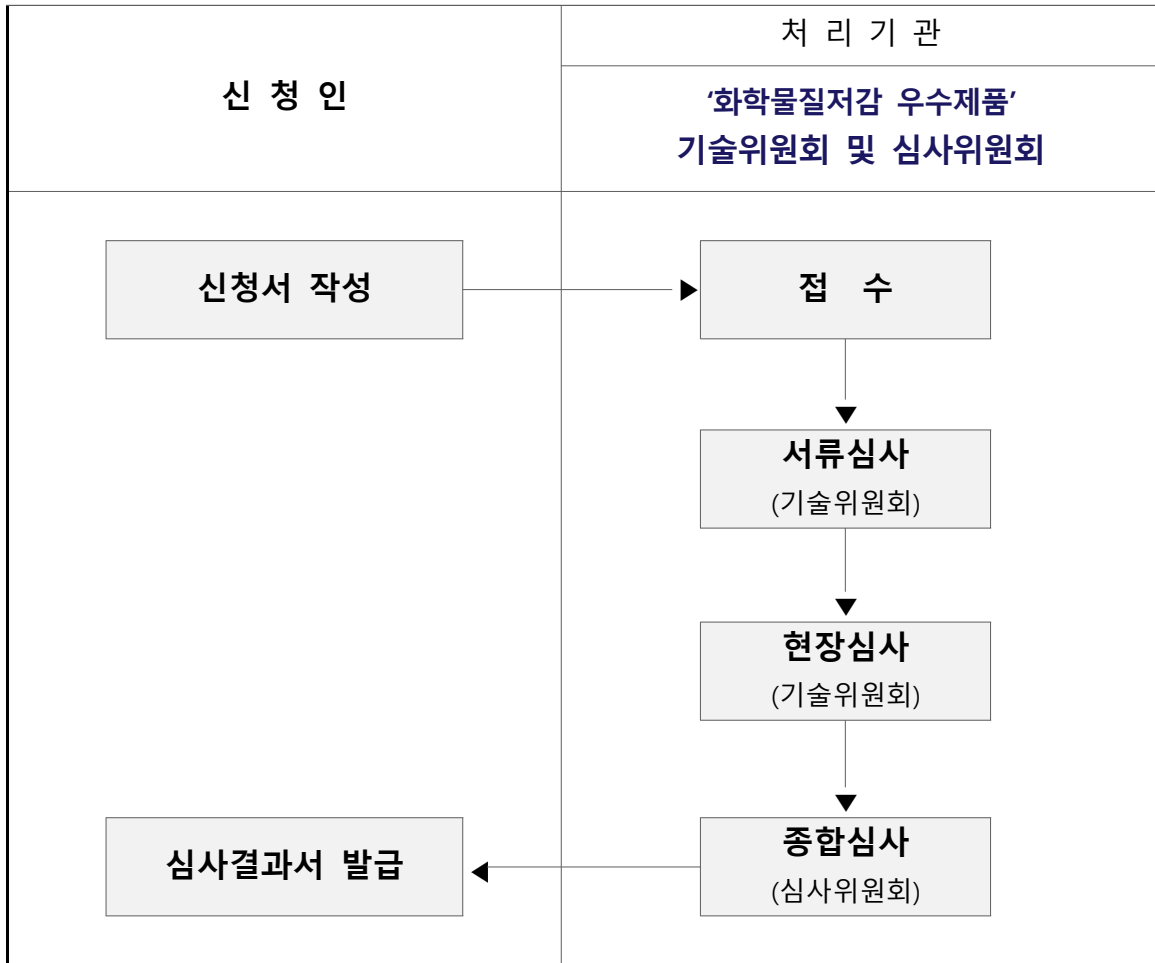 신 청 인
처 리 기 관
‘화학물질저감 우수제품’
기술위원회 및 심사위원회
신청서 작성
접 수
서류심사
(기술위원회)
현장심사
(기술위원회)
심사결과서 발급
종합심사
(심사위원회)